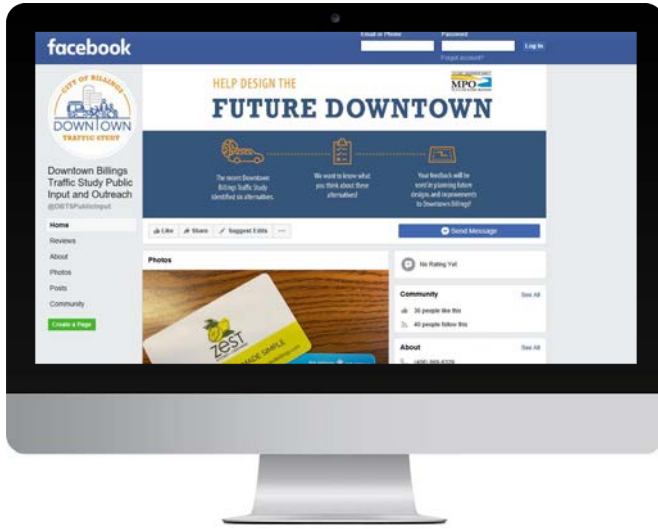 facebook
Email or Phone
Password
Log In
Forgot account?
CITY OF BILLINGS
DOWNTOWN
TRAFFIC STUDY
HELP DESIGN THE
FUTURE DOWNTOWN
MPO
The recent Downtown
Billings Traffic Study
identified six alternatives.
We want to know what
you think about these
alternatives!
Your feedback will be
used in planning future
designs and improvements
to Downtown Billings!
Downtown Billings
Traffic Study Public
Input and Outreach
@DBTSPublicInput
Home
Reviews
About
Photos
Posts
Community
Create a Page
Like
Share
Suggest Edits
Send Message
Photos
zest
MADE SIMPLE
No Rating Yet
Community
See All
36 people like this
40 people follow this
About
See All